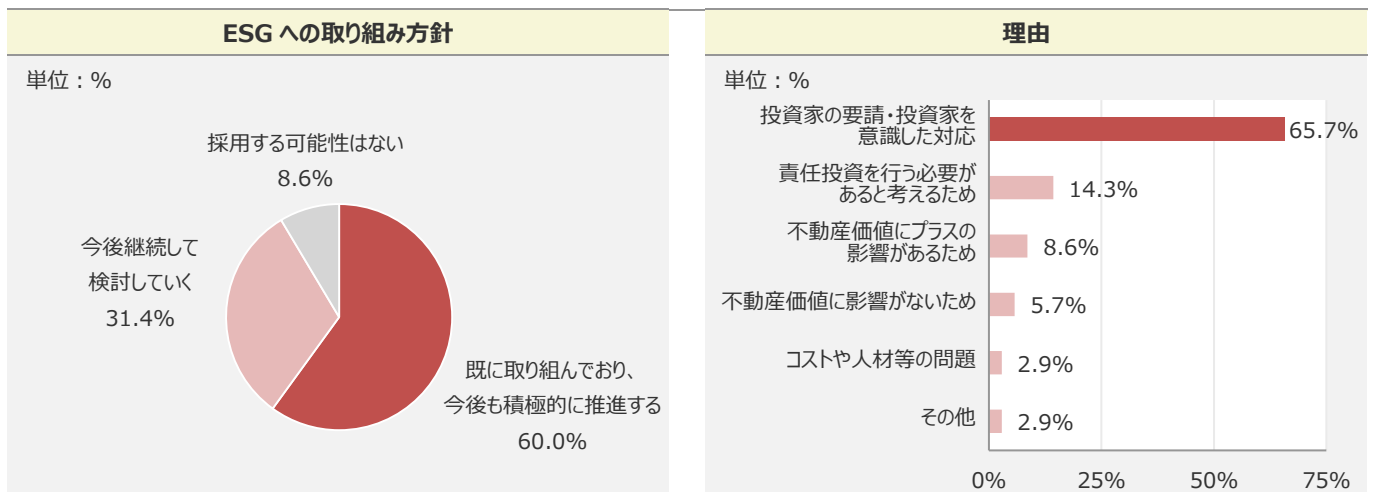 ESG への取り組み方針
単位：%
採用する可能性はない
8.6%
今後継続して
検討していく
31.4%
既に取り組んでおり、
今後も積極的に推進する
60.0%
理由
単位：%
投資家の要請・投資家を
意識した対応
65.7%
責任投資を行う必要が
あると考えるため
14.3%
不動産価値にプラスの
影響があるため
8.6%
不動産価値に影響がないため
5.7%
コストや人材等の問題
2.9%
その他
2.9%
0% 25% 50% 75%